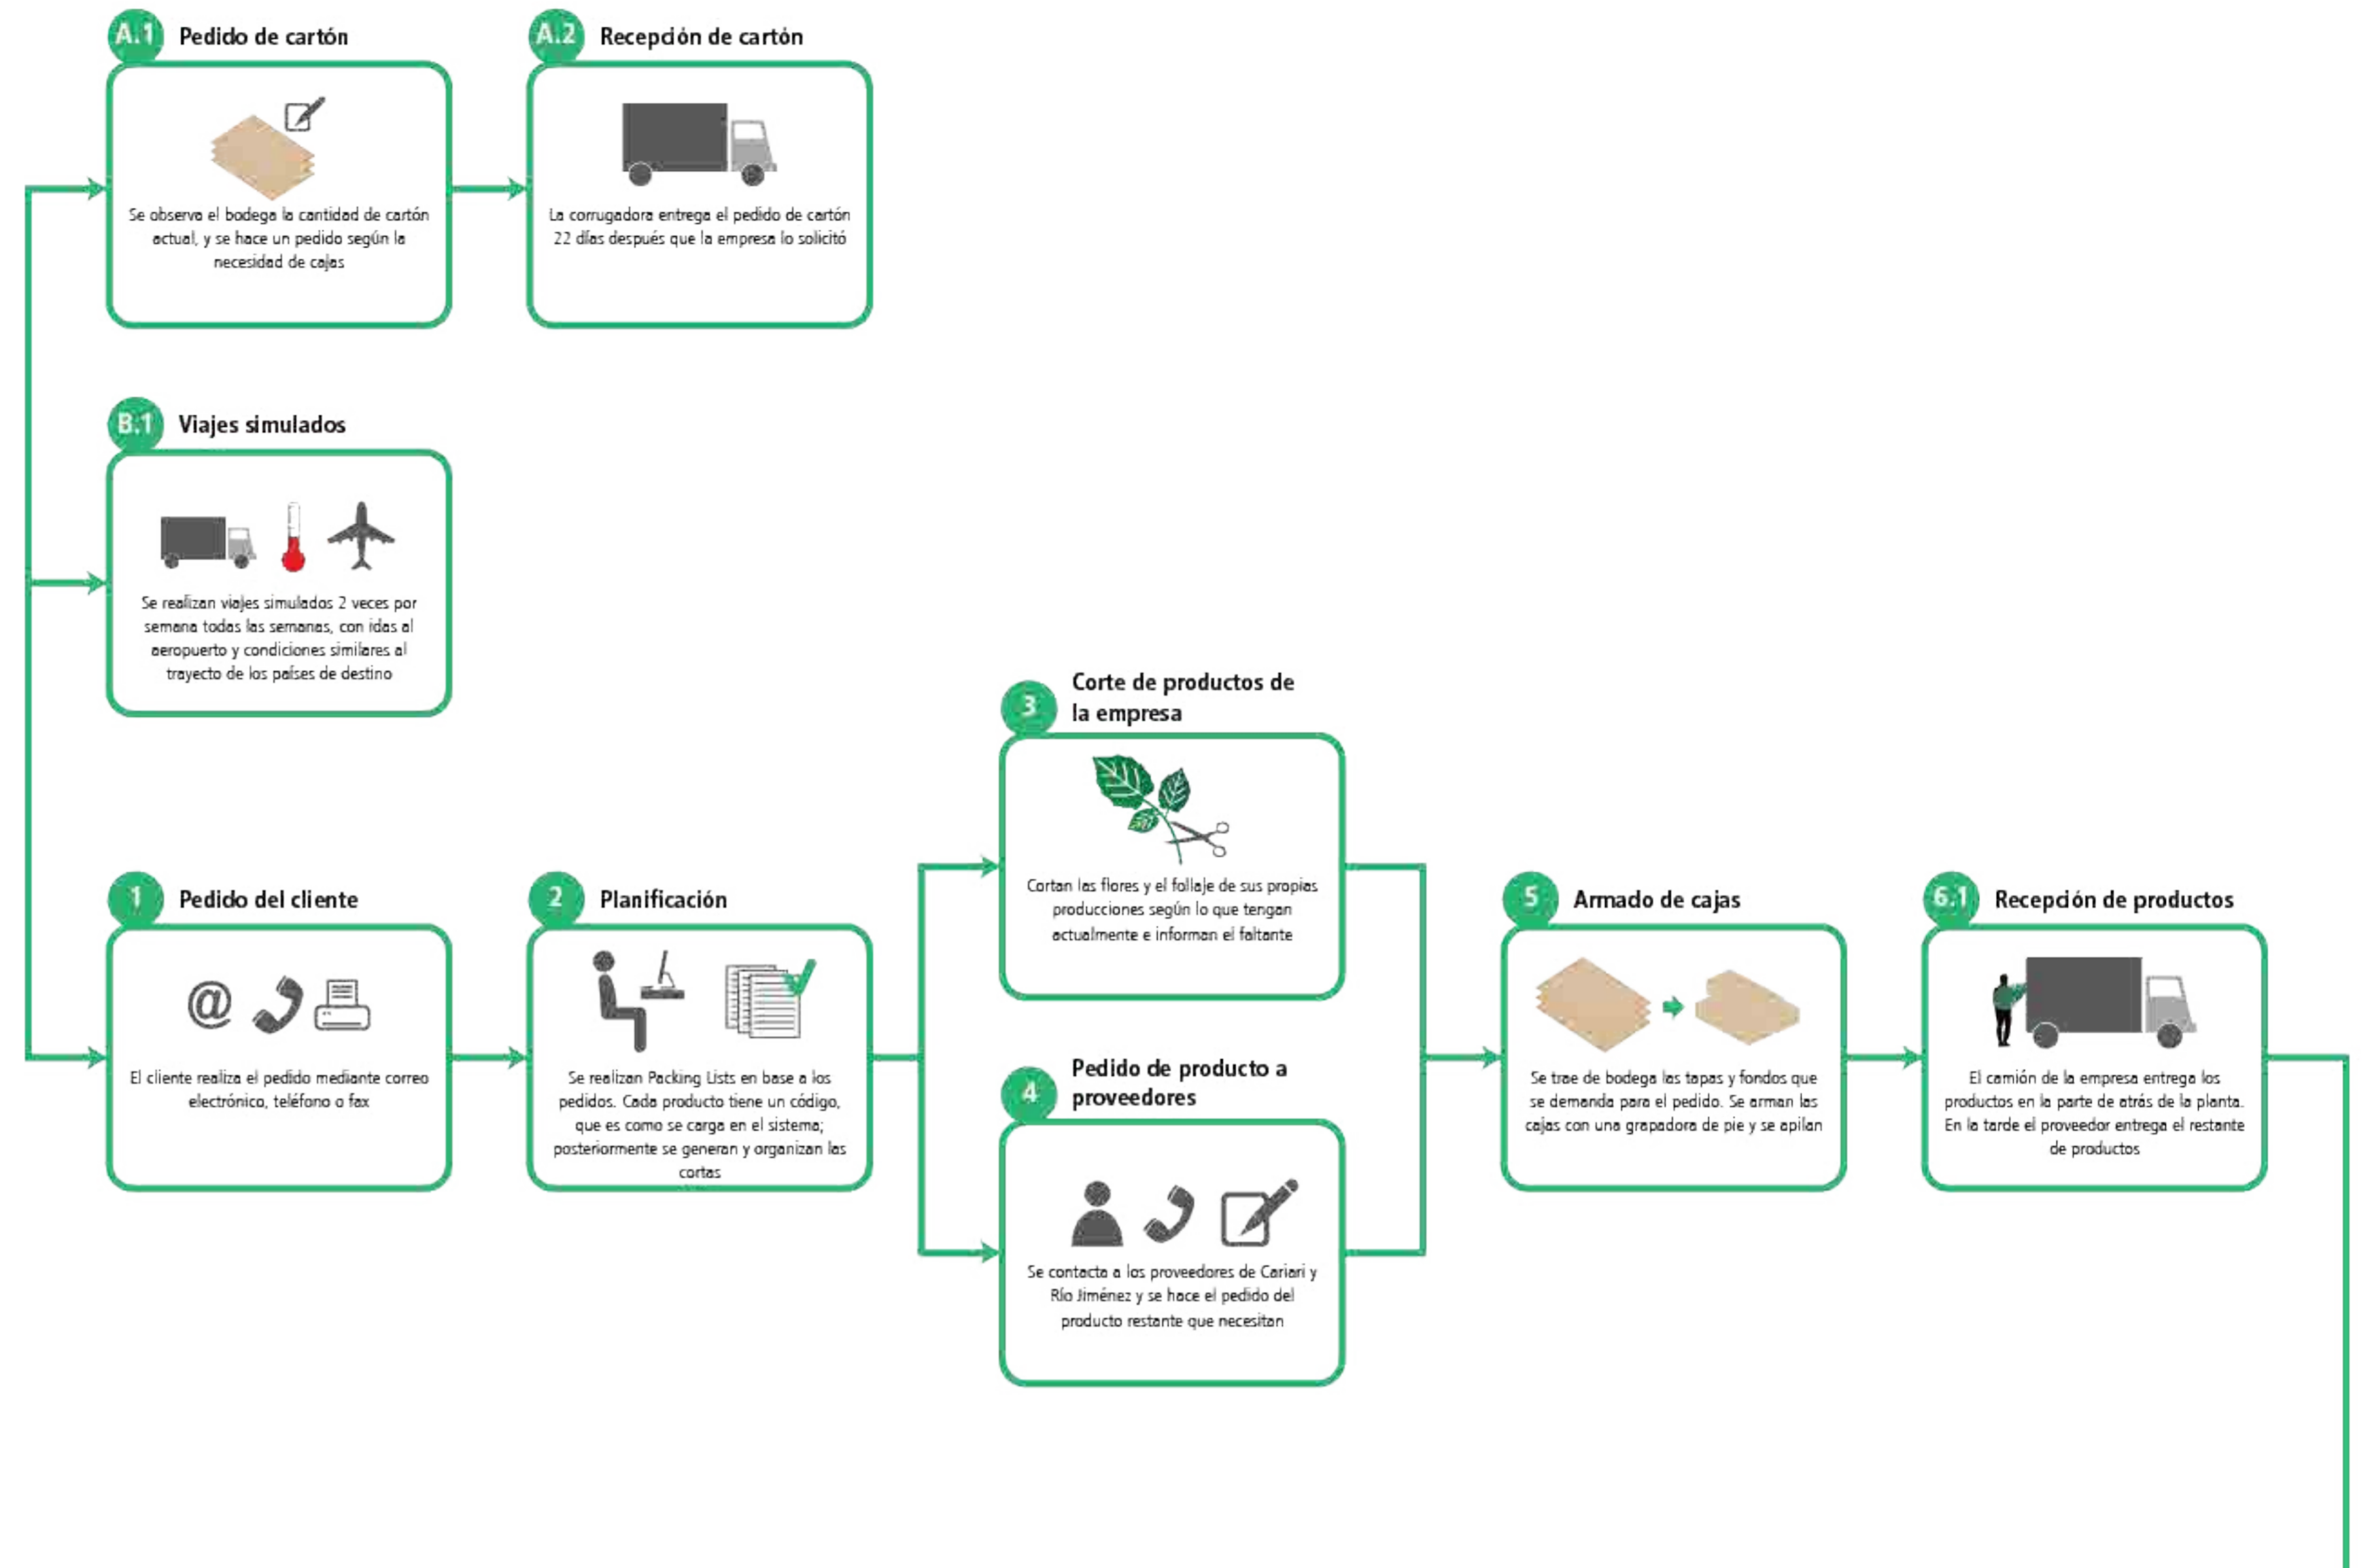 A.1 Pedido de cartón
Se observa el bodega la cantidad de cartón
actual, y se hace un pedido según la
necesidad de cajas
A.2 Recepción de cartón
La corrugadora entrega el pedido de cartón
22 días después que la empresa lo solicitó
B.1 Viajes simulados
Se realizan viajes simulados 2 veces por
semana todas las semanas, con idas al
aeropuerto y condiciones similares al
trayecto de los países de destino
1 Pedido del cliente
@
El cliente realiza el pedido mediante correo
electrónico, teléfono o fax
2 Planificación
Se realizan Packing Lists en base a los
pedidos. Cada producto tiene un código,
que es como se carga en el sistema;
posteriormente se generan y organizan las
cortas
3 Corte de productos de
la empresa
Cortan las flores y el follaje de sus propias
producciones según lo que tengan
actualmente e informan el faltante
4 Pedido de producto a
proveedores
Se contacta a los proveedores de Cariari y
Río Jiménez y se hace el pedido del
producto restante que necesitan
5 Armado de cajas
Se trae de bodega las tapas y fondos que
se demanda para el pedido. Se arman las
cajas con una grapadora de pie y se apilan
6.1 Recepción de productos
El camión de la empresa entrega los
productos en la parte de atrás de la planta.
En la tarde el proveedor entrega el restante
de productos